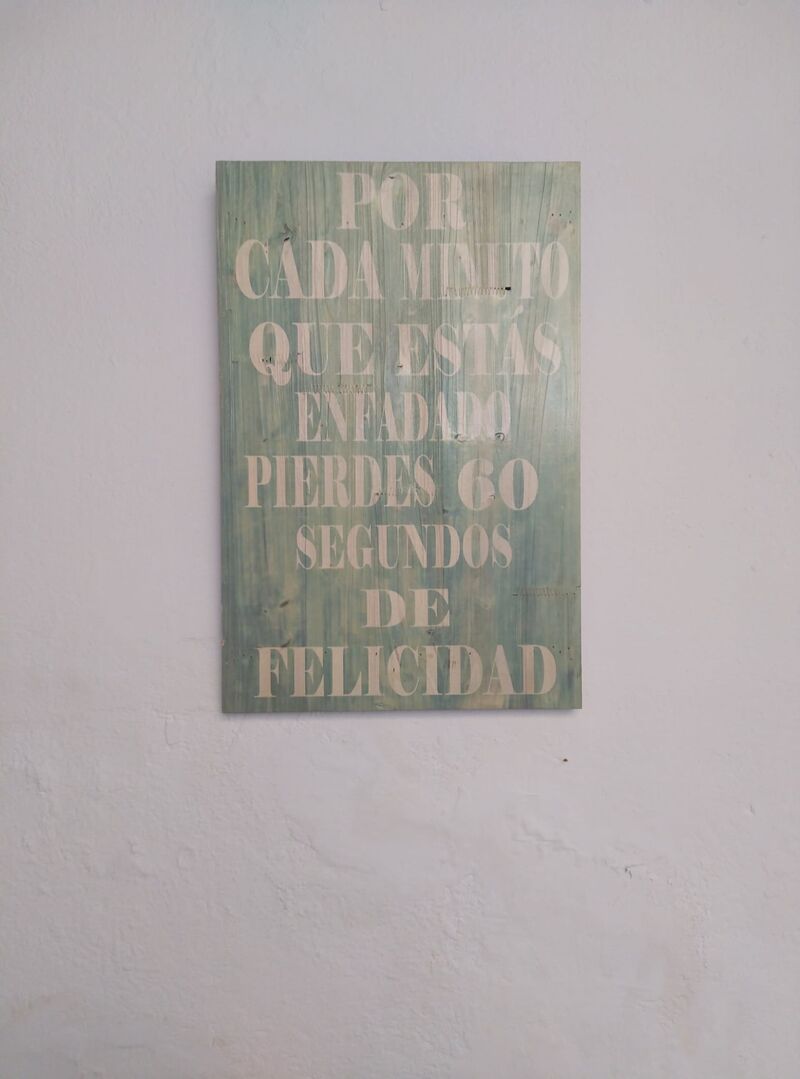 POR
CADA MINUTO
QUE ESTÁS
ENFADADO
PIERDES 60
SEGUNDOS
DE
FELICIDAD